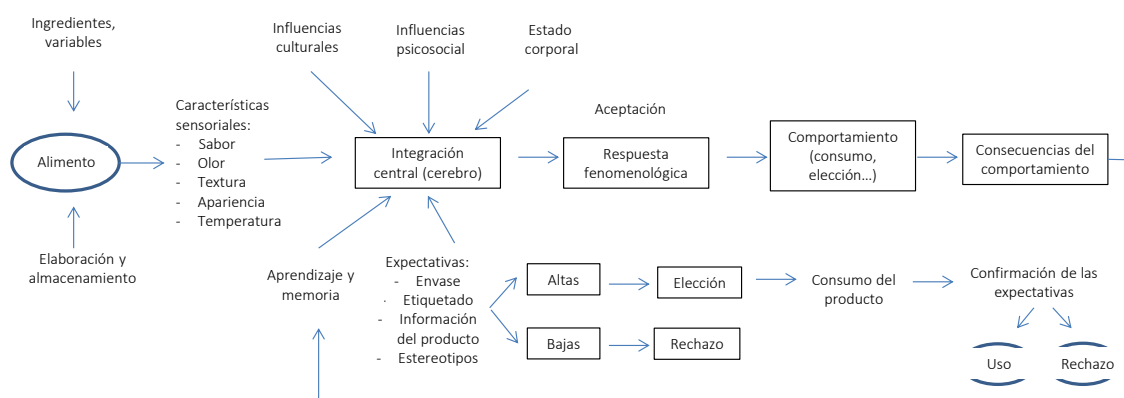 Ingredientes,
variables
Influencias
culturales
Influencias
psicosocial
Estado
corporal
Alimento
Características
sensoriales:
- Sabor
- Olor
- Textura
- Apariencia
- Temperatura
Integración
central (cerebro)
Aceptación
Respuesta
fenomenológica
Comportamiento
(consumo,
elección…)
Consecuencias del
comportamiento
Elaboración y
almacenamiento
Aprendizaje y
memoria
Expectativas:
- Envase
- Etiquetado
- Información
del producto
- Estereotipos
Altas
Elección
Consumo del
producto
Confirmación de las
expectativas
Bajas
Rechazo
Uso
Rechazo